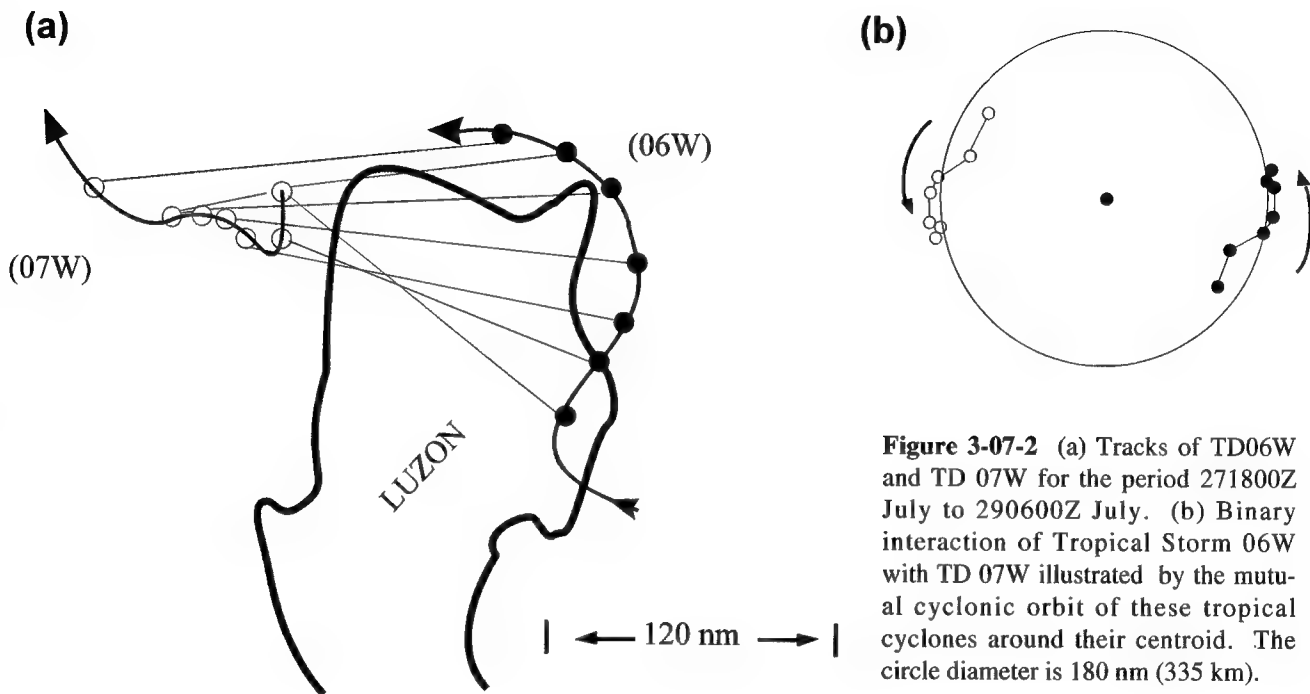 (a)
(b)
(06W)
(07W)
LUZON
120 nm
Figure 3-07-2 (a) Tracks of TD06W
and TD 07W for the period 271800Z
July to 290600Z July. (b) Binary
interaction of Tropical Storm 06W
with TD 07W illustrated by the mutu-
al cyclonic orbit of these tropical
cyclones around their centroid. The
circle diameter is 180 nm (335 km).